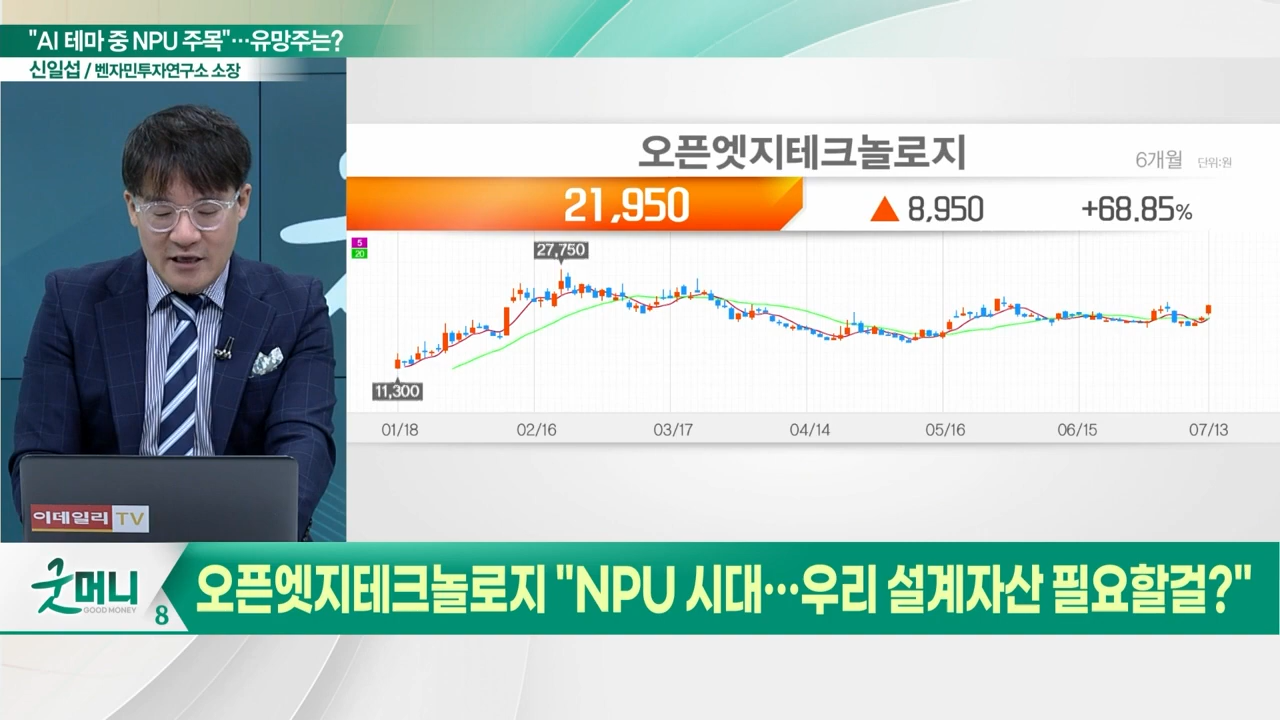 "AI 테마 중 NPU 주목"…유망주는?
신일섭 / 벤자민투자연구소 소장
오픈엣지테크놀로지
6개월 단위:원
21,950 ▲ 8,950 +68.85%
5
20
27,750
11,300
01/18 02/16 03/17 04/14 05/16 06/15 07/13
이데일리 TV
굿머니
GOOD MONEY
8
오픈엣지테크놀로지 "NPU 시대…우리 설계자산 필요할걸?"